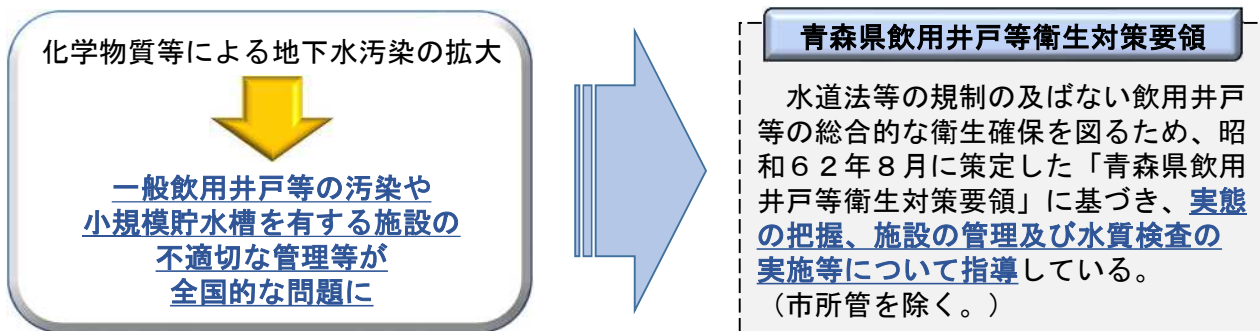 化学物質等による地下水汚染の拡大
一般飲用井戸等の汚染や
小規模貯水槽を有する施設の
不適切な管理等が
全国的な問題に
青森県飲用井戸等衛生対策要領
　水道法等の規制の及ばない飲用井戸
等の総合的な衛生確保を図るため、昭
和６２年８月に策定した「青森県飲用
井戸等衛生対策要領」に基づき、実態
の把握、施設の管理及び水質検査の
実施等について指導している。
（市所管を除く。）